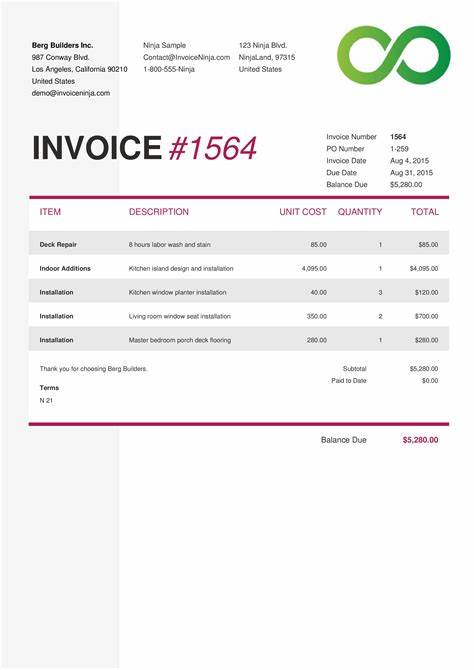 Berg Builders Inc.
987 Conway Blvd.
Los Angeles, California 90210
United States
demo@invoiceninja.com
Ninja Sample
Contact@InvoiceNinja.com
1-800-555-Ninja
123 Ninja Blvd.
NinjaLand, 97315
United States
INVOICE #1564
Invoice Number 1564
PO Number 1-259
Invoice Date Aug 4, 2015
Due Date Aug 31, 2015
Balance Due $5,280.00
ITEM DESCRIPTION UNIT COST QUANTITY TOTAL
Deck Repair 8 hours labor wash and stain 85.00 1 $85.00
Indoor Additions Kitchen island design and installation 4,095.00 1 $4,095.00
Installation Kitchen window planter installation 40.00 3 $120.00
Installation Living room window seat installation 350.00 2 $700.00
Installation Master bedroom porch deck flooring 280.00 1 $280.00
Thank you for choosing Berg Builders. Subtotal $5,280.00
Paid to Date $0.00
Terms
N 21
Balance Due $5,280.00